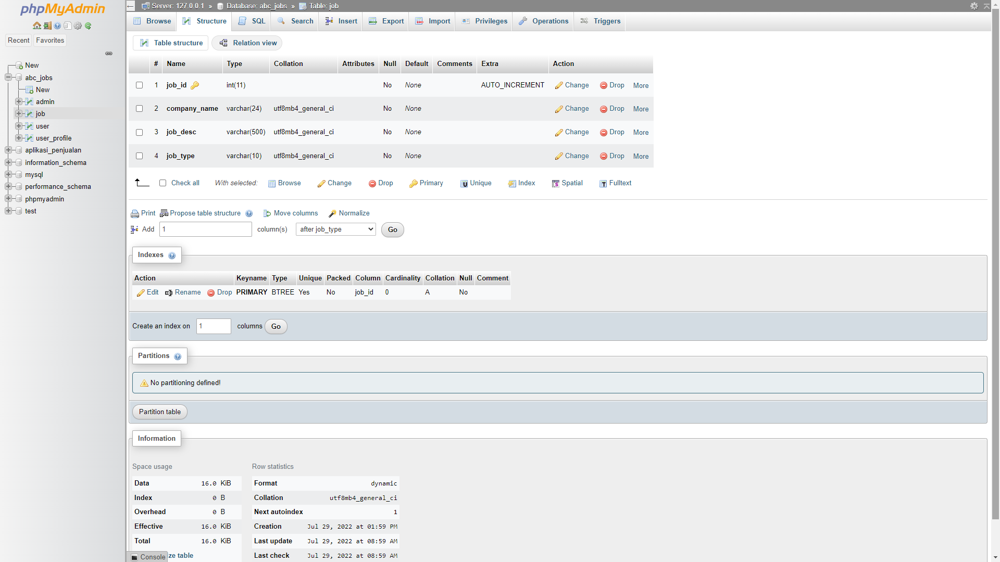 phpMyAdmin
Recent Favorites
New
abc_jobs
New
admin
job
user
user_profile
aplikasi_penjualan
information_schema
mysql
performance_schema
phpmyadmin
test
Server: 127.0.0.1 » Database: abc_jobs » Table: job
Browse Structure SQL Search Insert Export Import Privileges Operations Triggers
Table structure Relation view
# Name Type Collation Attributes Null Default Comments Extra Action
1 job_id int(11) No None AUTO_INCREMENT Change Drop More
2 company_name varchar(24) utf8mb4_general_ci No None Change Drop More
3 job_desc varchar(500) utf8mb4_general_ci No None Change Drop More
4 job_type varchar(10) utf8mb4_general_ci No None Change Drop More
Check all With selected: Browse Change Drop Primary Unique Index Spatial Fulltext
Print Propose table structure Move columns Normalize
Add 1 column(s) after job_type Go
Indexes
Action Keyname Type Unique Packed Column Cardinality Collation Null Comment
Edit Rename Drop PRIMARY BTREE Yes No job_id 0 A No
Create an index on 1 columns Go
Partitions
No partitioning defined!
Partition table
Information
Space usage
Data 16.0 KiB
Index 0 B
Overhead 0 B
Effective 16.0 KiB
Total 16.0 KiB
ze table
Row statistics
Format dynamic
Collation utf8mb4_general_ci
Next autoindex 1
Creation Jul 29, 2022 at 01:59 PM
Last update Jul 29, 2022 at 08:59 AM
Last check Jul 29, 2022 at 08:59 AM
Console